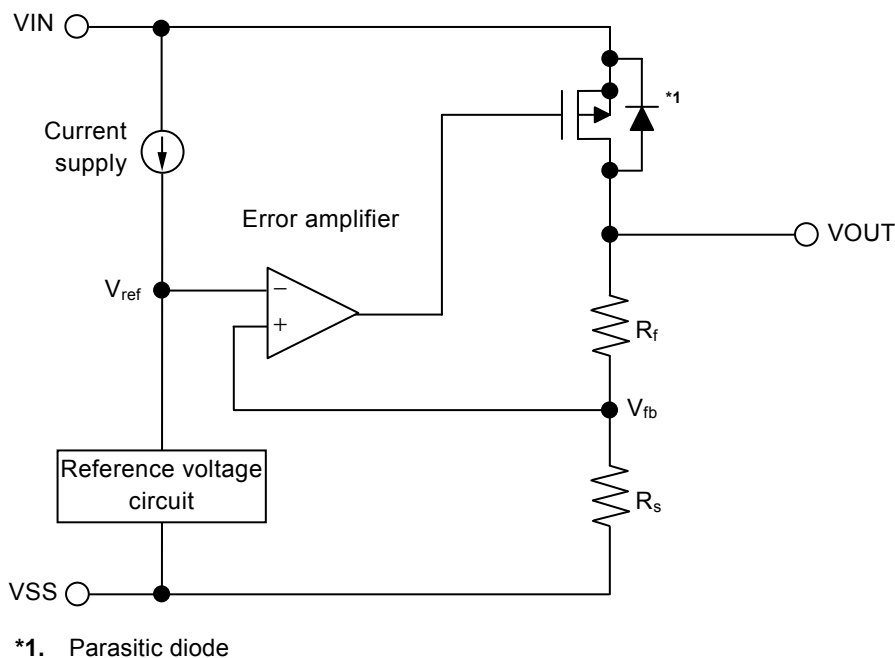 VIN
*1
Current
supply
Error amplifier
VOUT
Vref
−
+
Rf
Vfb
Reference voltage
circuit
Rs
VSS
*1. Parasitic diode